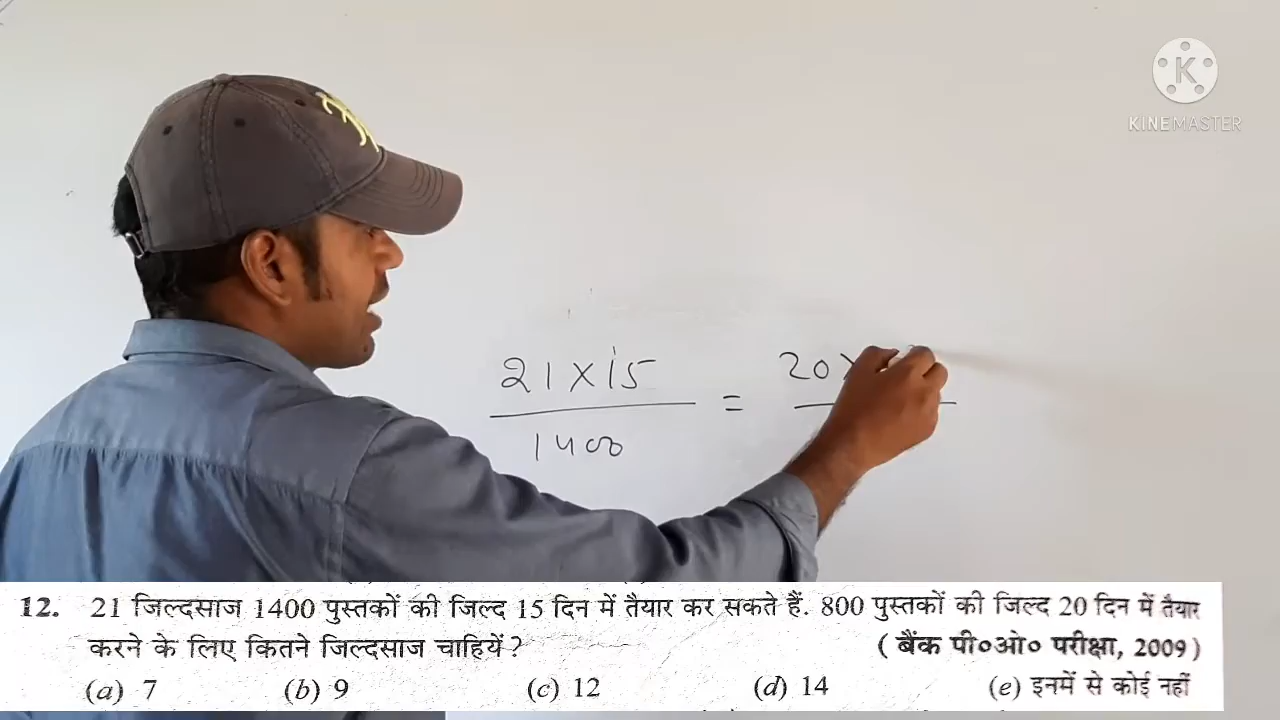 KINEMASTER
21 X 15 = 20 X
1400
12. 21 जिल्दसाज 1400 पुस्तकों की जिल्द 15 दिन में तैयार कर सकते हैं. 800 पुस्तकों की जिल्द 20 दिन में तैयार
करने के लिए कितने जिल्दसाज चाहियें ? ( बैंक पी०ओ० परीक्षा, 2009 )
(a) 7 (b) 9 (c) 12 (d) 14 (e) इनमें से कोई नहीं